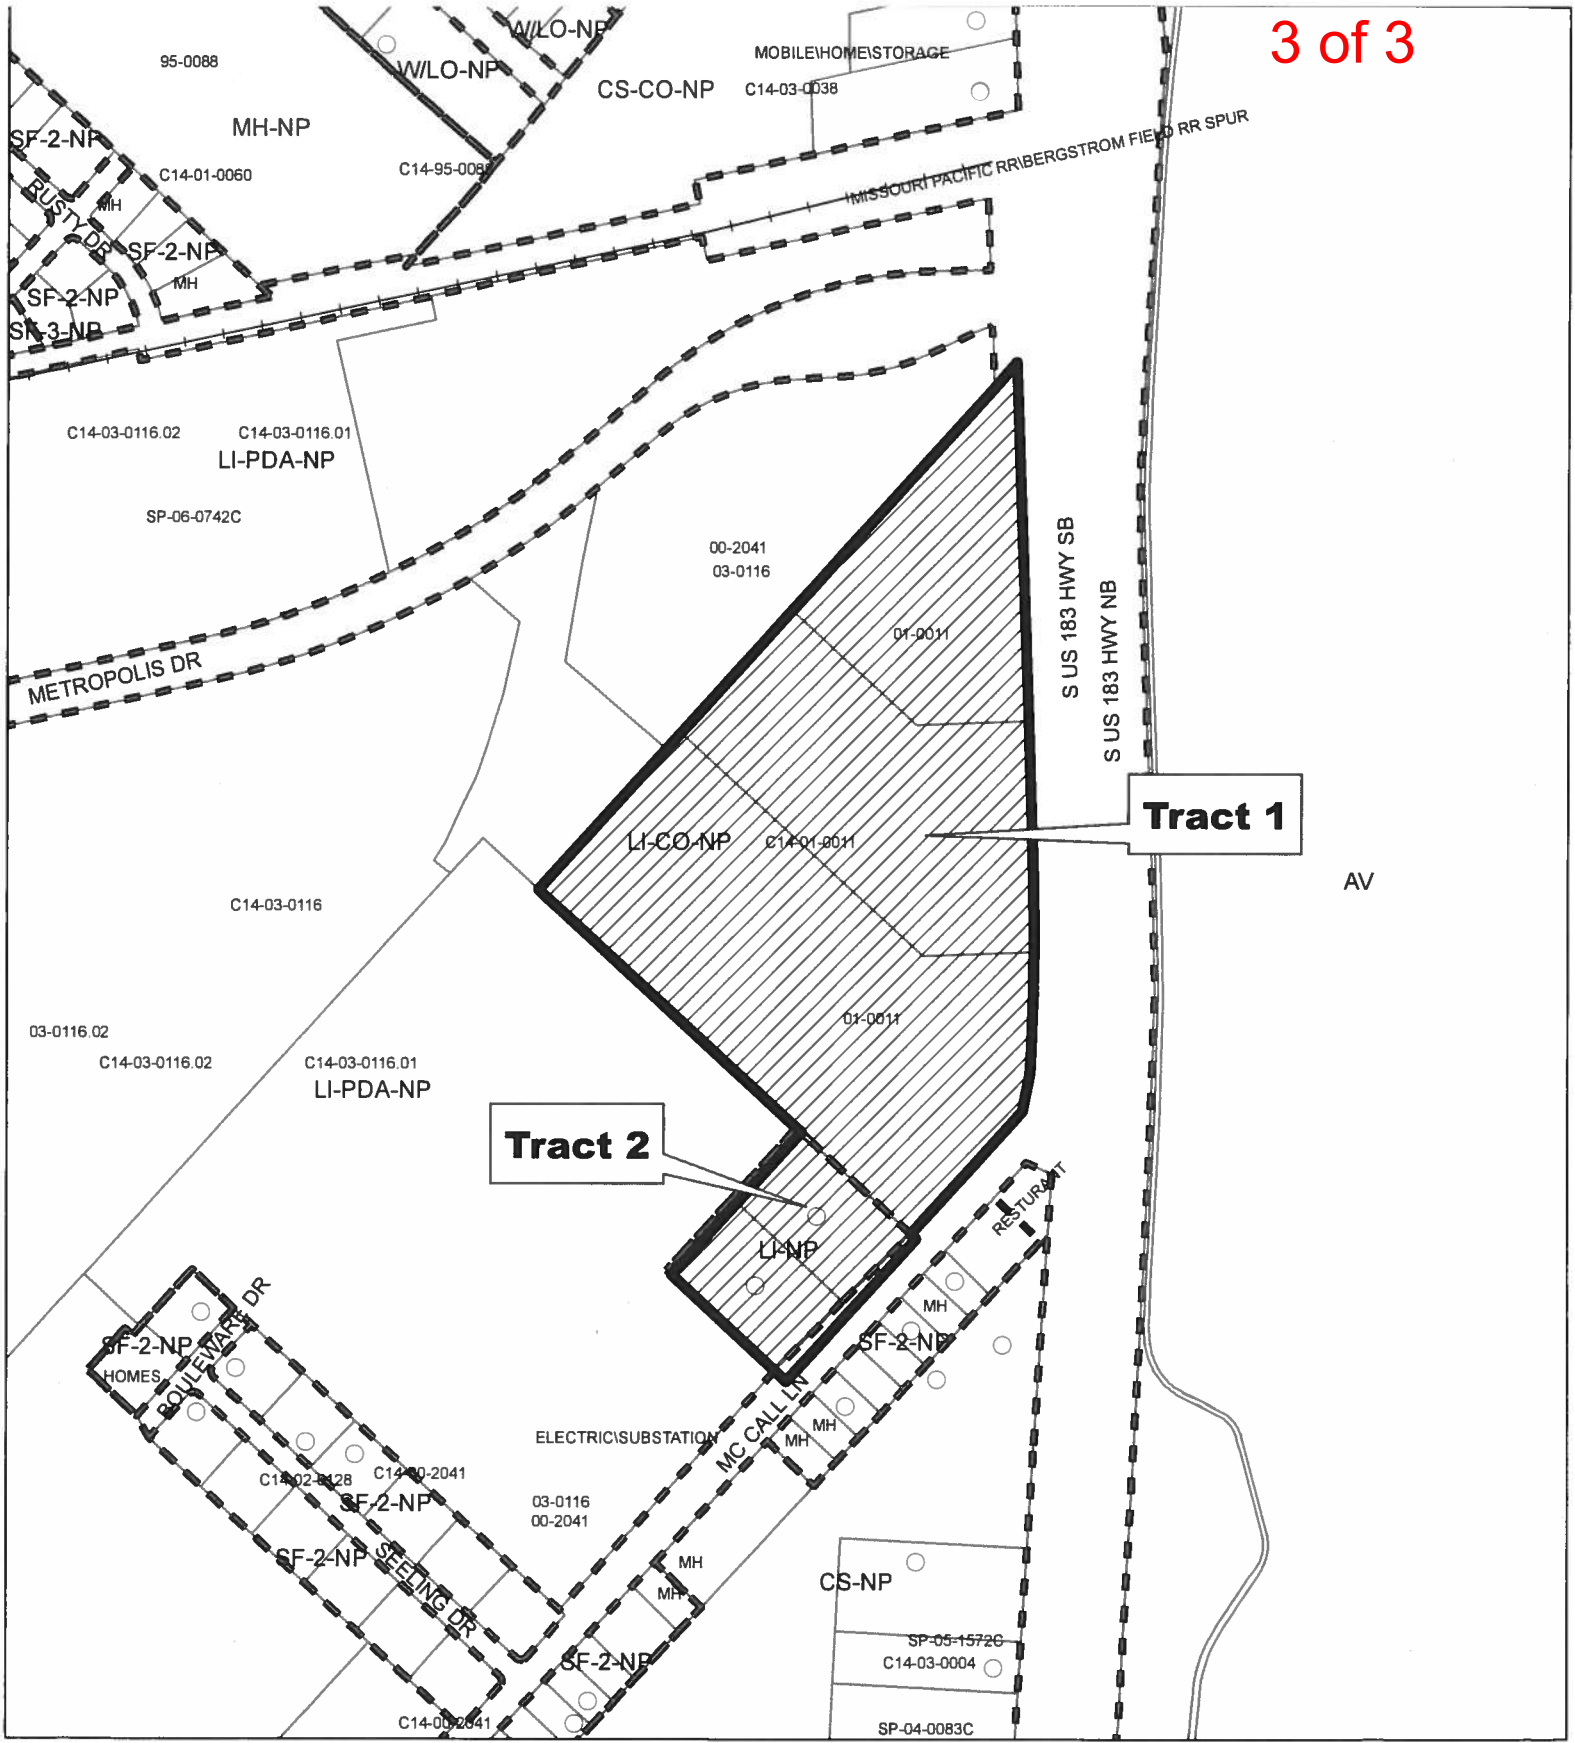 3 of 3
W/LO-NP
MOBILE\HOME\STORAGE
95-0088
W/LO-NP
CS-CO-NP
C14-03-0038
MH-NP
SF-2-NP
MISSOURI PACIFIC RR\BERGSTROM FIELD RR SPUR
C14-01-0060
C14-95-0088
RUSTY DR
MH
SF-2-NP
MH
SF-2-NP
SF-3-NP
C14-03-0116.02
C14-03-0116.01
LI-PDA-NP
SP-06-0742C
00-2041
03-0116
S US 183 HWY SB
S US 183 HWY NB
01-0011
METROPOLIS DR
Tract 1
LI-CO-NP
C14-01-0011
AV
C14-03-0116
01-0011
03-0116.02
C14-03-0116.02
C14-03-0116.01
LI-PDA-NP
Tract 2
RESTURANT
LI-NP
BOULEWARE DR
MH
SF-2-NP
SF-2-NP
HOMES
MC CALL LN
MH
MH
ELECTRIC\SUBSTATION
C14-02-0128
C14-00-2041
SF-2-NP
03-0116
00-2041
SF-2-NP
SEELING DR
MH
MH
CS-NP
SP-05-1572C
SF-2-NP
C14-03-0004
C14-00-2041
SP-04-0083C